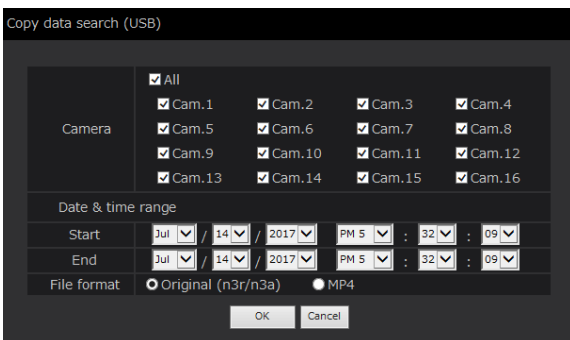 Copy data search (USB)
All
Cam.1 Cam.2 Cam.3 Cam.4
Camera Cam.5 Cam.6 Cam.7 Cam.8
Cam.9 Cam.10 Cam.11 Cam.12
Cam.13 Cam.14 Cam.15 Cam.16
Date & time range
Start Jul / 14 / 2017 PM 5 : 32 : 09
End Jul / 14 / 2017 PM 5 : 32 : 09
File format Original (n3r/n3a) MP4
OK Cancel